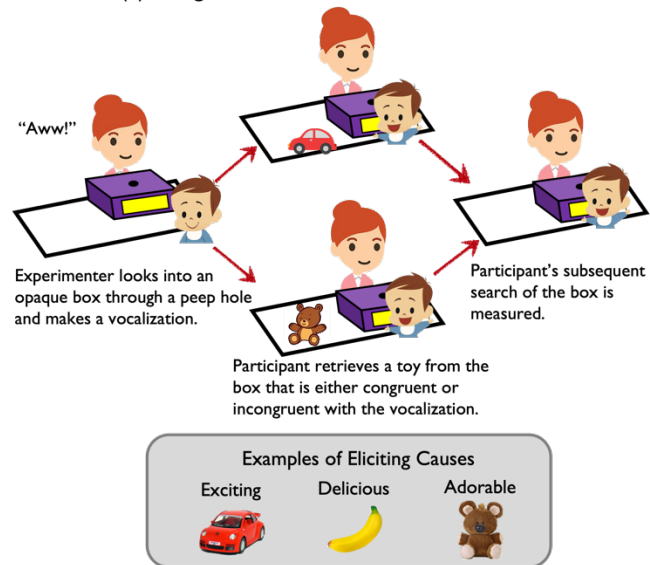 “Aww!”
Experimenter looks into an
opaque box through a peep hole
and makes a vocalization.
Participant retrieves a toy from the
box that is either congruent or
incongruent with the vocalization.
Participant’s subsequent
search of the box is
measured.
Examples of Eliciting Causes
Exciting Delicious Adorable